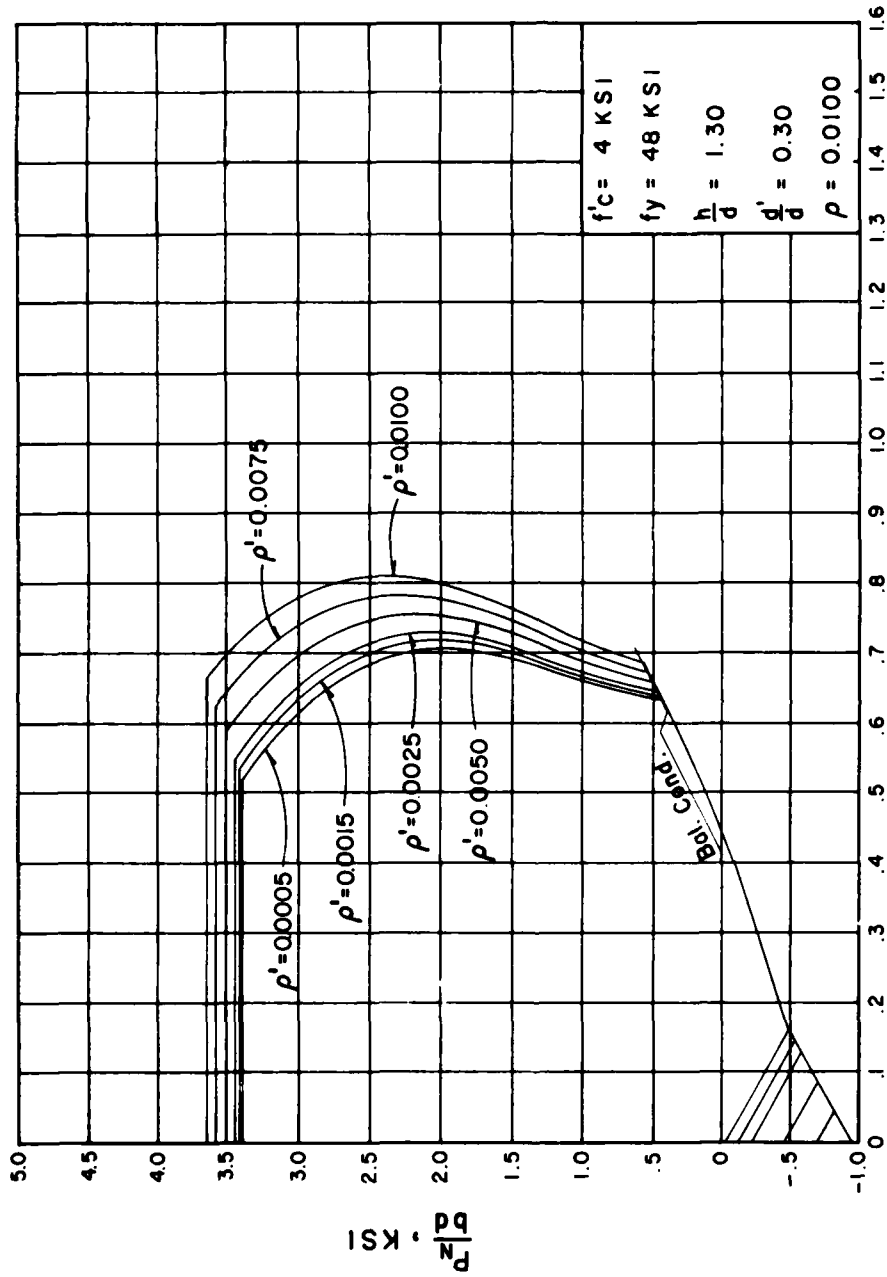 5.0
4.5
4.0
3.5
3.0
2.5
2.0
1.5
1.0
.5
0
-.5
-1.0
P_N/bd, KSI
0 .1 .2 .3 .4 .5 .6 .7 .8 .9 1.0 1.1 1.2 1.3 1.4 1.5 1.6
ρ'=0.0005
ρ'=0.0015
ρ'=0.0025
ρ'=0.0050
ρ'=0.0075
ρ'=0.0100
Bal. Cond.
f'c = 4 KSI
fy = 48 KSI
h/d = 1.30
d'/d = 0.30
ρ = 0.0100